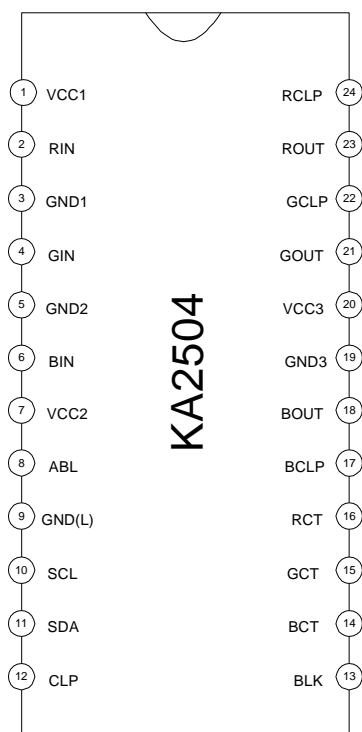 1 VCC1 RCLP 24
2 RIN ROUT 23
3 GND1 GCLP 22
4 GIN GOUT 21
5 GND2 VCC3 20
6 BIN GND3 19
7 VCC2 BOUT 18
8 ABL BCLP 17
9 GND(L) RCT 16
10 SCL GCT 15
11 SDA BCT 14
12 CLP BLK 13
KA2504